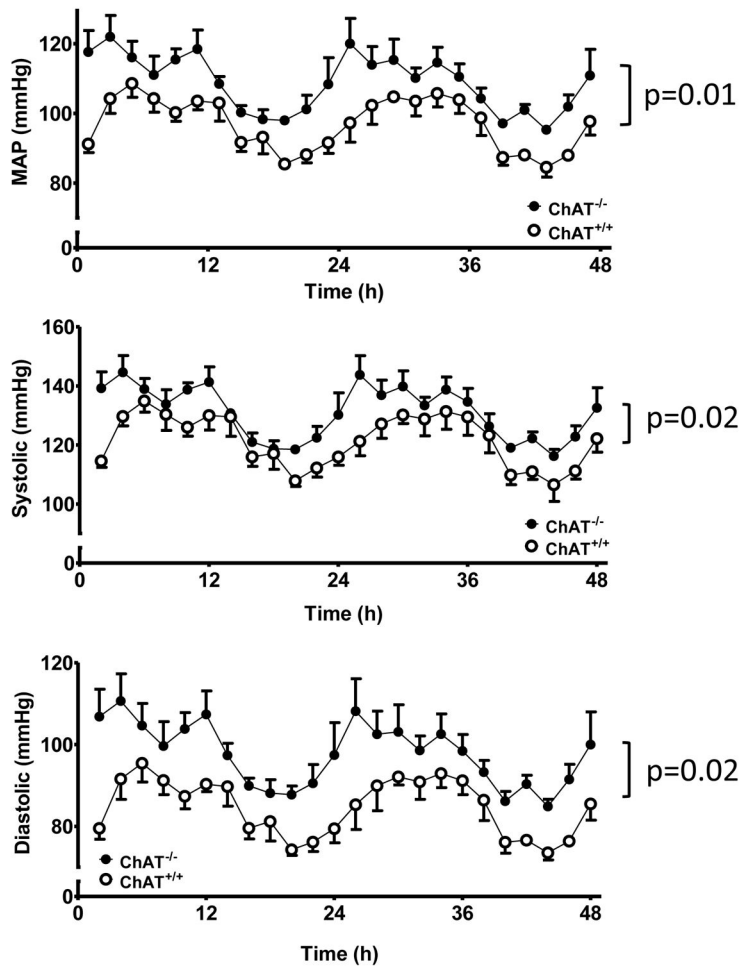 120
100
80
0
MAP (mmHg)
p=0.01
ChAT-/-
ChAT+/+
0 12 24 36 48
Time (h)
160
140
120
100
0
Systolic (mmHg)
p=0.02
ChAT-/-
ChAT+/+
0 12 24 36 48
Time (h)
120
100
80
0
Diastolic (mmHg)
p=0.02
ChAT-/-
ChAT+/+
0 12 24 36 48
Time (h)